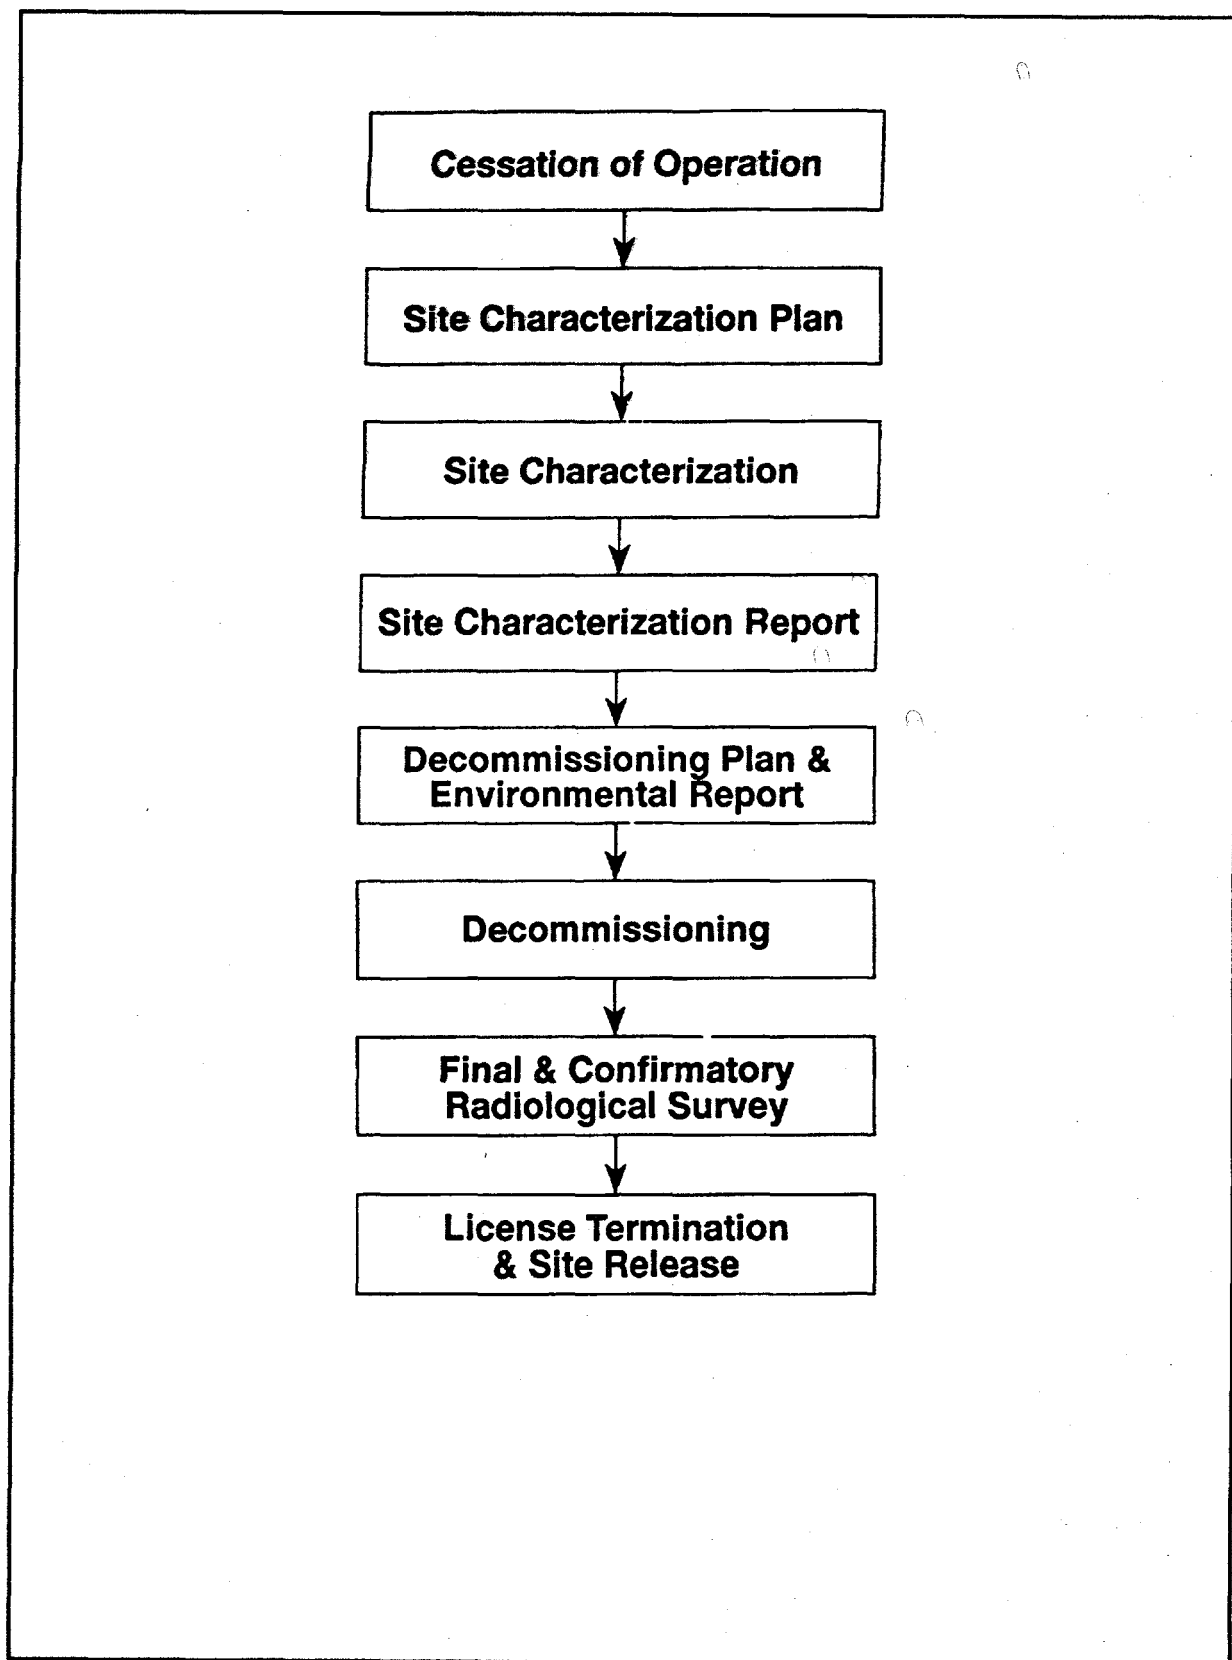 Cessation of Operation
Site Characterization Plan
Site Characterization
Site Characterization Report
Decommissioning Plan &
Environmental Report
Decommissioning
Final & Confirmatory
Radiological Survey
License Termination
& Site Release